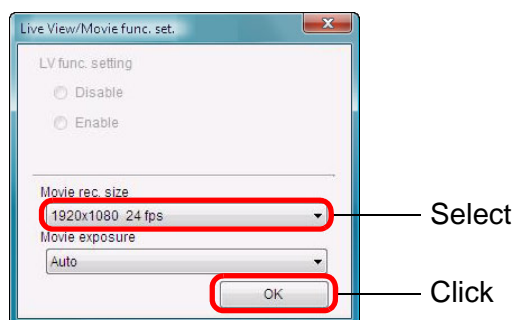 Live View/Movie func. set.
LV func. setting
Disable
Enable
Movie rec. size
1920x1080 24 fps
Select
Movie exposure
Auto
OK
Click